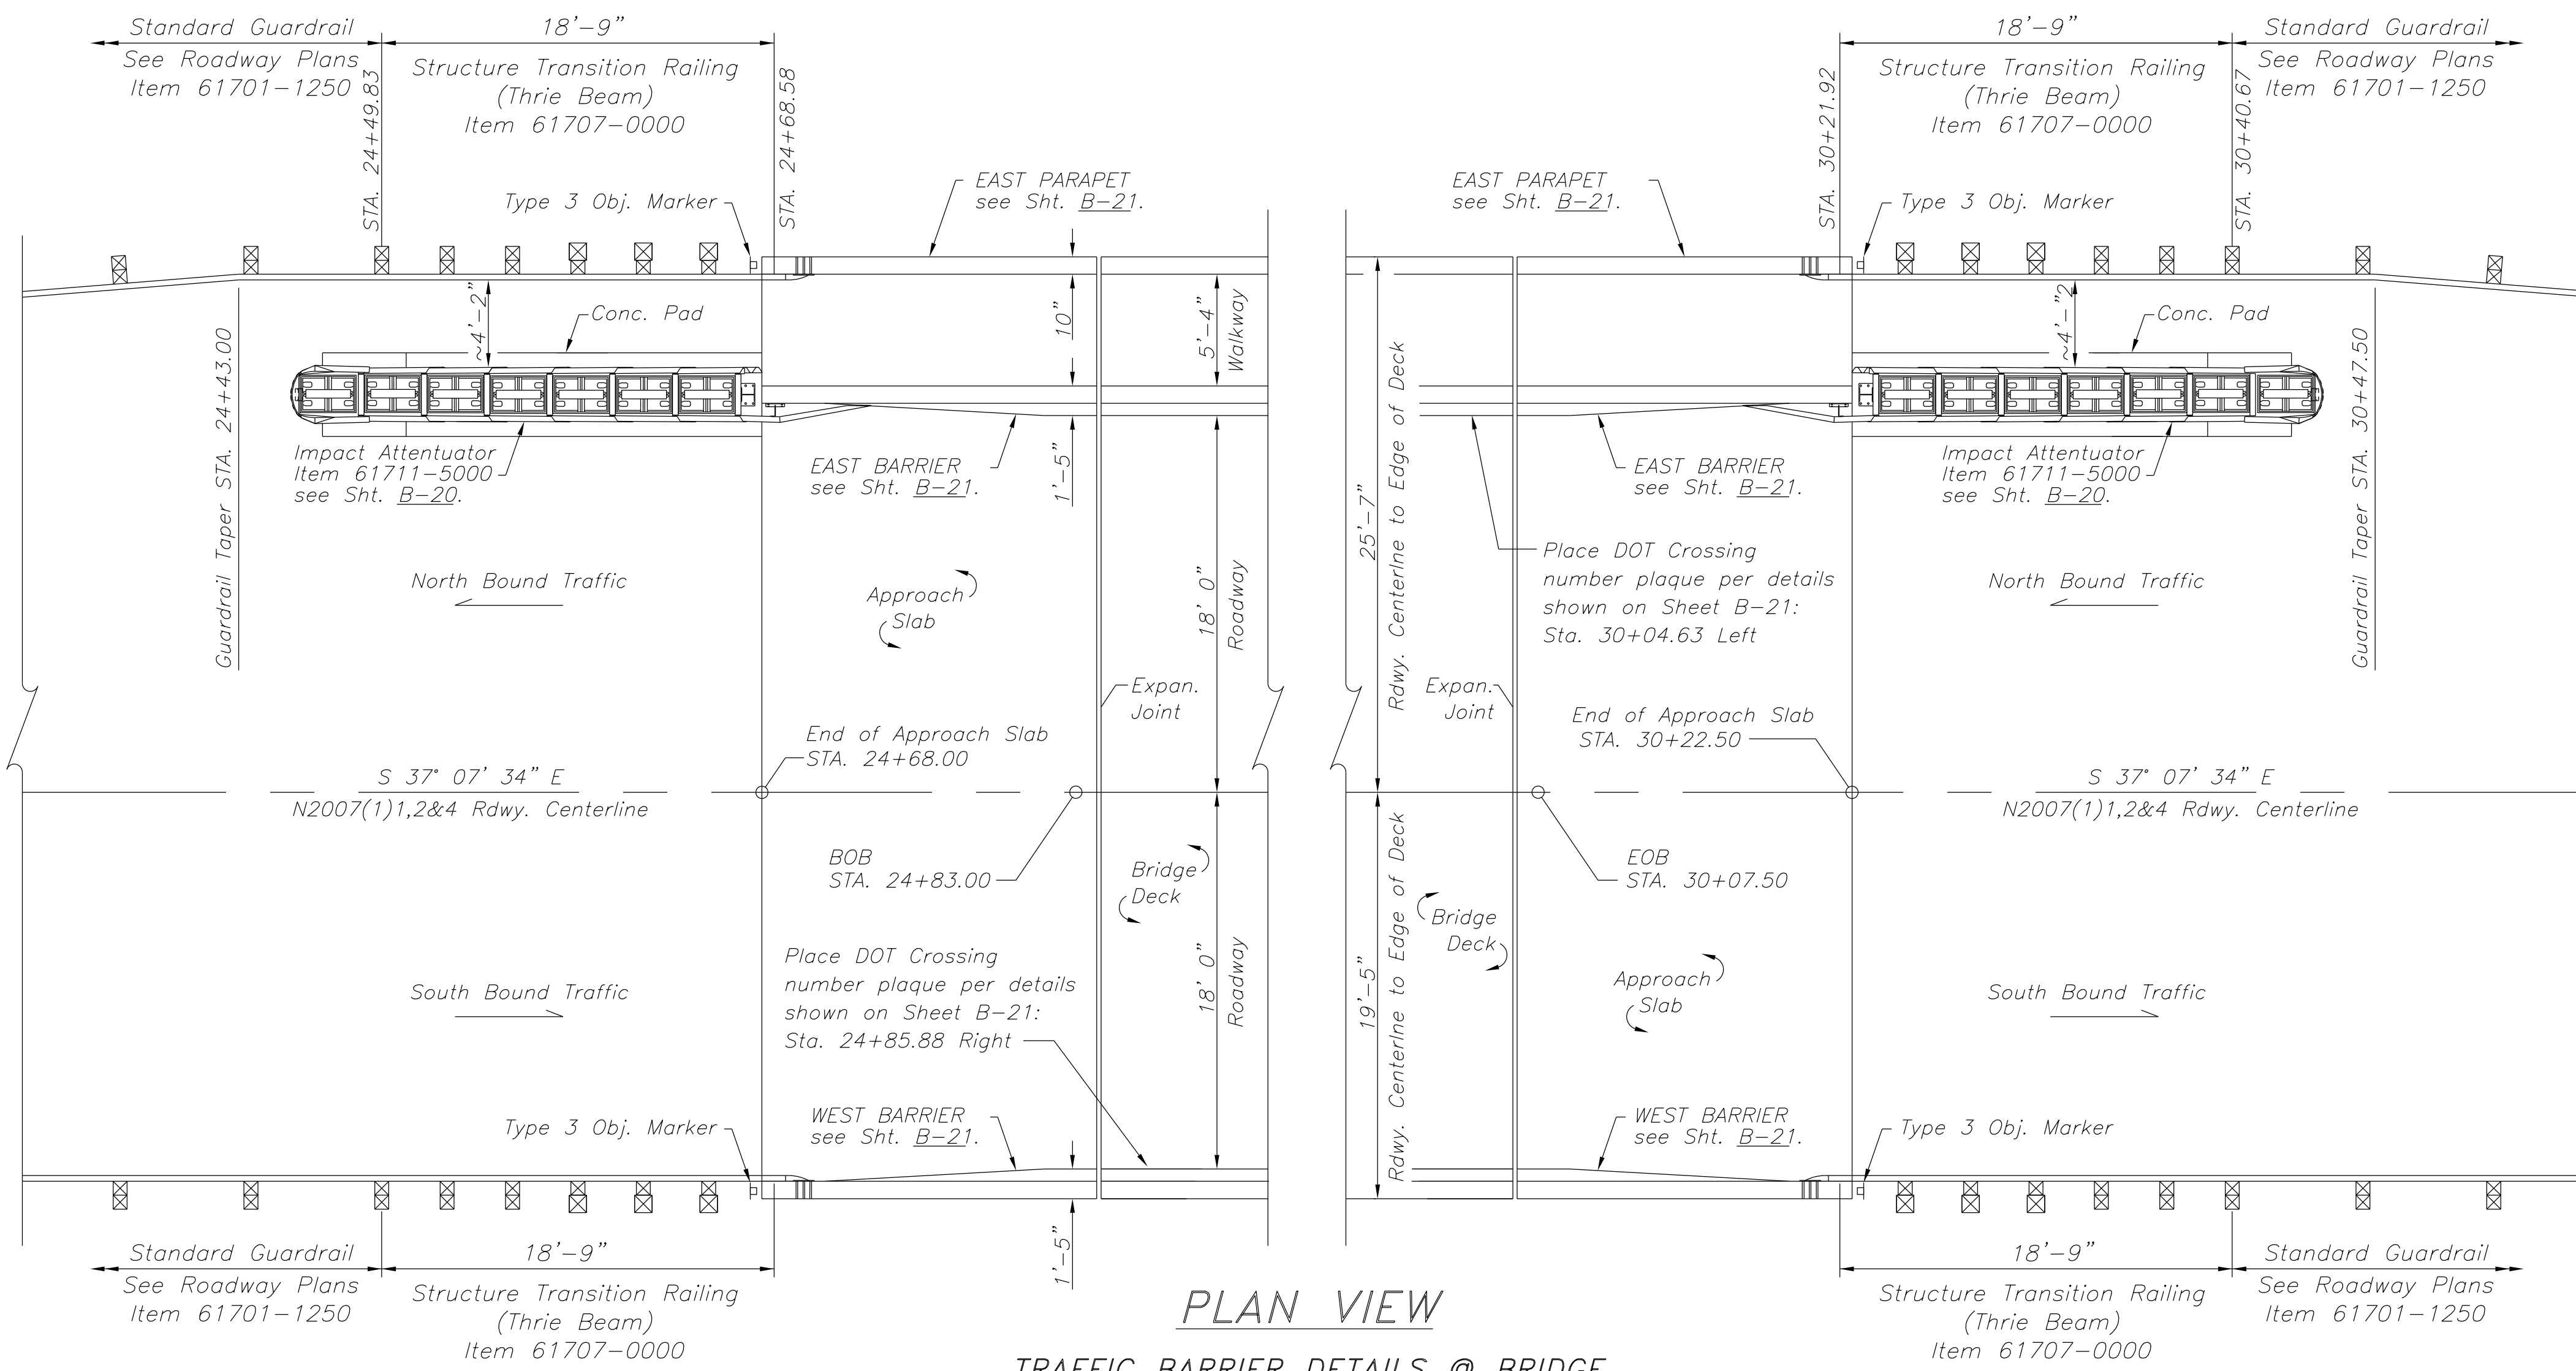 Standard Guardrail
See Roadway Plans
Item 61701-1250
18'-9"
Structure Transition Railing
(Thrie Beam)
Item 61707-0000
STA. 24+49.83
STA. 24+68.58
18'-9"
Structure Transition Railing
(Thrie Beam)
Item 61707-0000
Standard Guardrail
See Roadway Plans
Item 61701-1250
STA. 30+21.92
STA. 30+40.67
Type 3 Obj. Marker
EAST PARAPET
see Sht. B-21.
EAST PARAPET
see Sht. B-21.
Type 3 Obj. Marker
~4'-2"
Conc. Pad
10"
5'-4"
Walkway
~4'-"2
Conc. Pad
Guardrail Taper STA. 24+43.00
Impact Attentuator
Item 61711-5000
see Sht. B-20.
EAST BARRIER
see Sht. B-21.
1'-5"
25'-7"
Rdwy. Centerlne to Edge of Deck
EAST BARRIER
see Sht. B-21.
Impact Attentuator
Item 61711-5000
see Sht. B-20.
Guardrail Taper STA. 30+47.50
North Bound Traffic
Approach
Slab
18' 0"
Roadway
Place DOT Crossing
number plaque per details
shown on Sheet B-21:
Sta. 30+04.63 Left
North Bound Traffic
Expan.
Joint
Expan.
Joint
End of Approach Slab
STA. 24+68.00
End of Approach Slab
STA. 30+22.50
S 37° 07' 34" E
N2007(1)1,2&4 Rdwy. Centerline
S 37° 07' 34" E
N2007(1)1,2&4 Rdwy. Centerline
BOB
STA. 24+83.00
Bridge
Deck
EOB
STA. 30+07.50
Bridge
Deck
South Bound Traffic
Place DOT Crossing
number plaque per details
shown on Sheet B-21:
Sta. 24+85.88 Right
18' 0"
Roadway
19'-5"
Rdwy. Centerlne to Edge of Deck
Approach
Slab
South Bound Traffic
Type 3 Obj. Marker
WEST BARRIER
see Sht. B-21.
WEST BARRIER
see Sht. B-21.
Type 3 Obj. Marker
Standard Guardrail
See Roadway Plans
Item 61701-1250
18'-9"
Structure Transition Railing
(Thrie Beam)
Item 61707-0000
1'-5"
18'-9"
Structure Transition Railing
(Thrie Beam)
Item 61707-0000
Standard Guardrail
See Roadway Plans
Item 61701-1250
PLAN VIEW
TRAFFIC BARRIER DETAILS @ BRIDGE